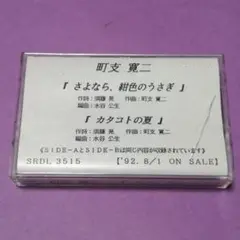 町支 寛二
『 さよなら、紺色のうさぎ 』
作詞：須藤 晃 作曲：町支 寛二
編曲：水谷 公生
『 カタコトの夏 』
作詞：須藤 晃 作曲：町支 寛二
編曲：水谷 公生
《SIDE-AとSIDE-Bは同じ内容が収録されています》
SRDL 3515 ['92. 8/1 ON SALE]